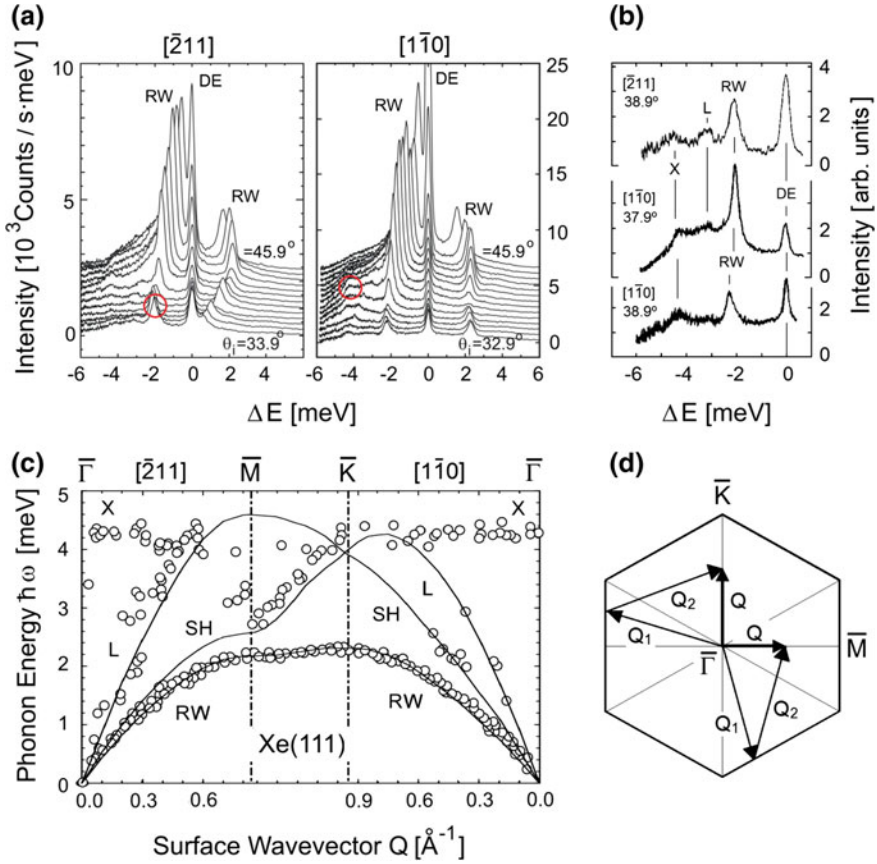 (a)
[2̄11]
[11̄0]
10
5
0
25
20
15
10
5
0
RW
DE
RW
=45.9°
θi=33.9°
RW
DE
RW
=45.9°
θi=32.9°
-6 -4 -2 0 2 4
-6 -4 -2 0 2 4 6
Intensity [10³Counts / s·meV]
ΔE [meV]
(b)
[2̄11]
38.9°
L
RW
X
[11̄0]
37.9°
DE
RW
[11̄0]
38.9°
4
2
0
2
0
2
0
-6 -4 -2 0
Intensity [arb. units]
ΔE [meV]
(c)
Γ̄ [2̄11] M̄ K̄ [11̄0] Γ̄
5
4
3
2
1
0
X
X
L
SH
SH
L
RW
RW
Xe(111)
0.0 0.3 0.6 0.9 0.6 0.0
Phonon Energy ħω [meV]
Surface Wavevector Q [Å⁻¹]
(d)
K̄
Q₂
Q
Q₁
Q
Γ̄
M̄
Q₁
Q₂